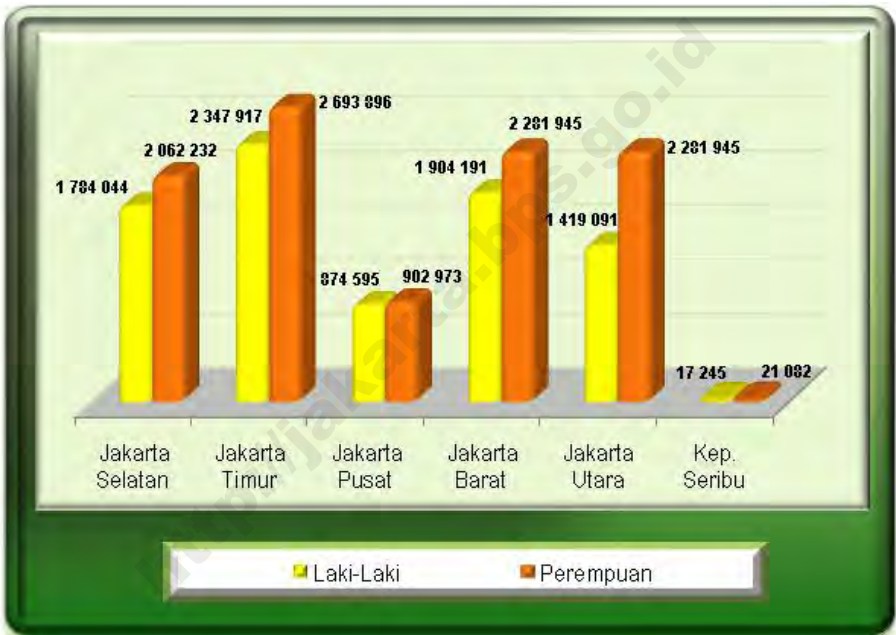 2 347 917
2 693 896
1 784 044
2 062 232
874 595
902 973
1 904 191
2 281 945
1 419 091
2 281 945
17 245
21 082
Jakarta
Selatan
Jakarta
Timur
Jakarta
Pusat
Jakarta
Barat
Jakarta
Utara
Kep.
Seribu
Laki-Laki
Perempuan
http://jakarta.bps.go.id